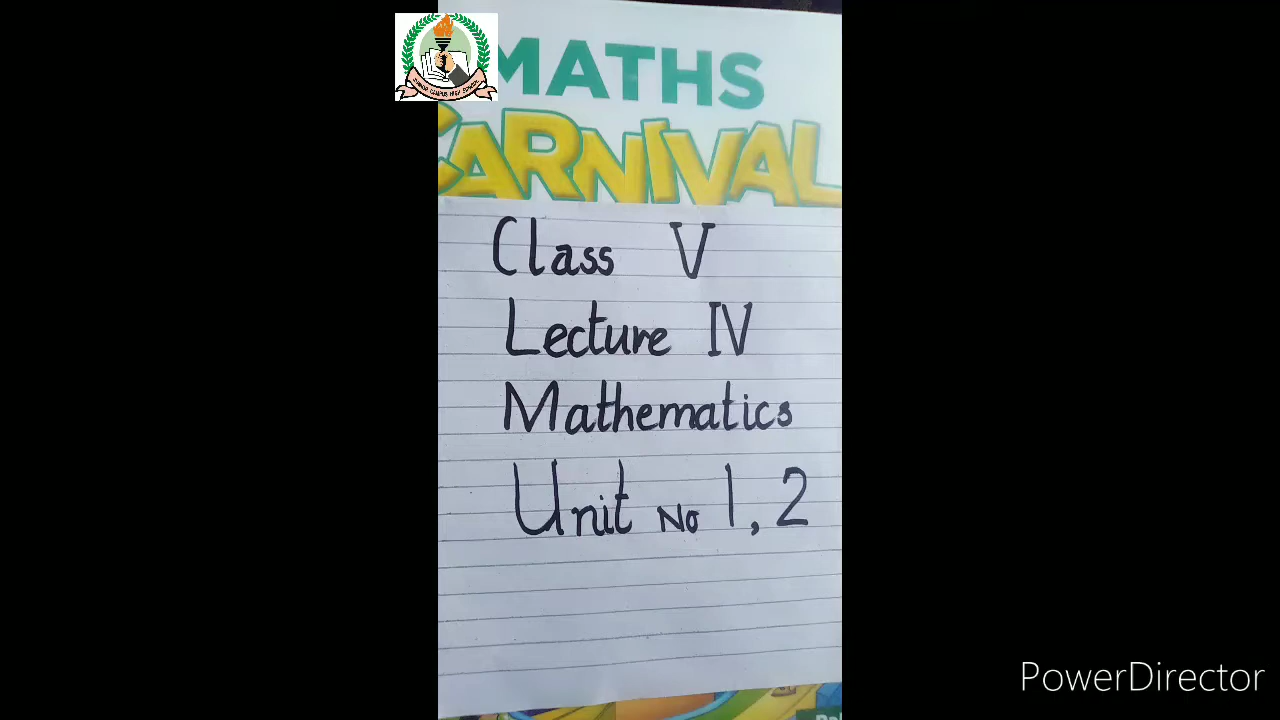 MATHS
CARNIVAL
Class V
Lecture IV
Mathematics
Unit No 1, 2
PowerDirector